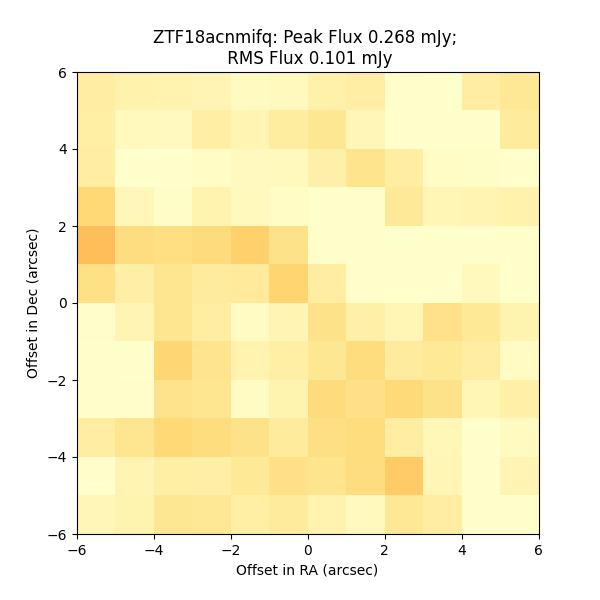 ZTF18acnmifq: Peak Flux 0.268 mJy;
RMS Flux 0.101 mJy
6
4
2
0
−2
−4
−6
Offset in Dec (arcsec)
−6 −4 −2 0 2 4 6
Offset in RA (arcsec)